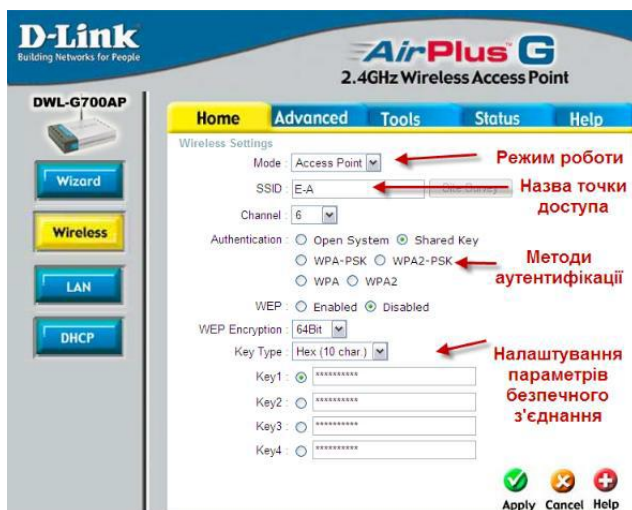 D-Link
Building Networks for People
AirPlus G
2.4GHz Wireless Access Point
DWL-G700AP
Home Advanced Tools Status Help
Wireless Settings
Mode : Access Point
Режим роботи
SSID : E-A
Site Survey
Назва точки
доступа
Channel : 6
Authentication : Open System Shared Key
WPA-PSK WPA2-PSK
WPA WPA2
Методи
аутентифікації
WEP : Enabled Disabled
WEP Encryption : 64Bit
Key Type : Hex (10 char.)
Налаштування
параметрів
безпечного
з'єднання
Key1 : **********
Key2 : **********
Key3 : **********
Key4 : **********
Wizard
Wireless
LAN
DHCP
Apply Cancel Help